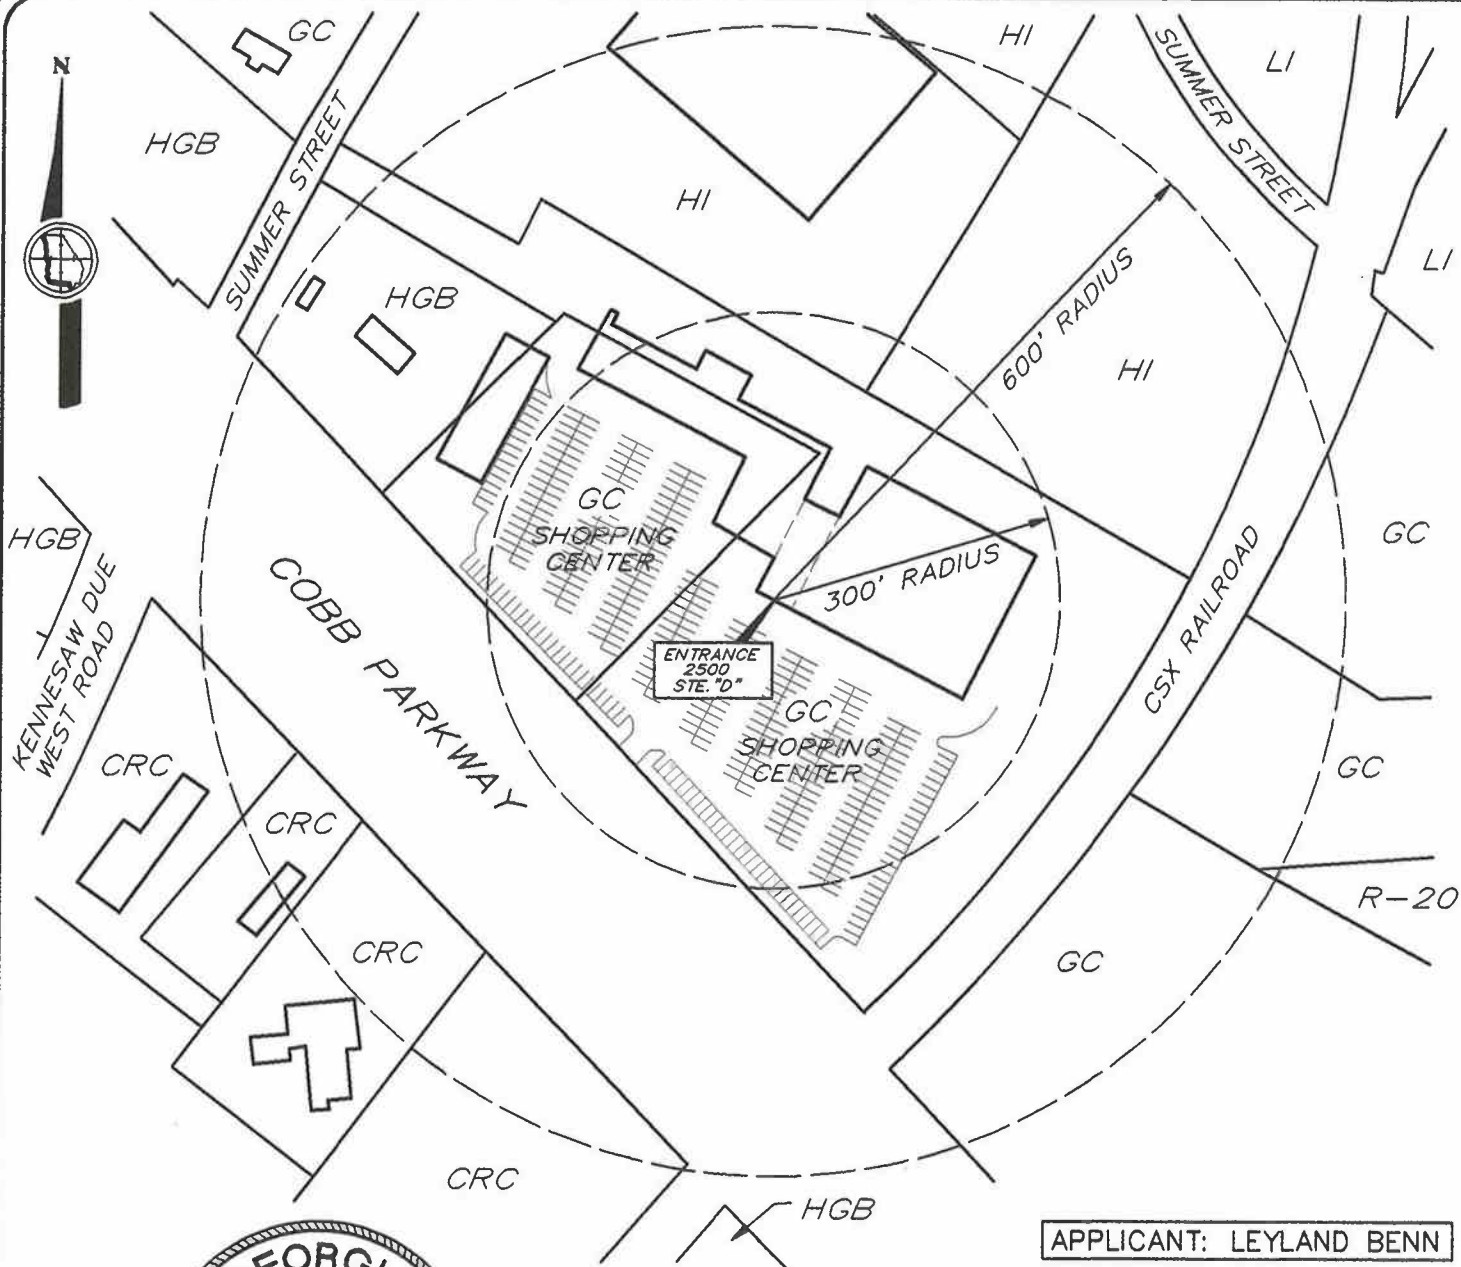 GC
HI
LI
SUMMER STREET
N
HGB
SUMMER STREET
HI
LI
600' RADIUS
HGB
HI
GC
SHOPPING
CENTER
GC
HGB
300' RADIUS
CSX RAILROAD
KENNESAW DUE
WEST ROAD
COBB PARKWAY
ENTRANCE
2500
STE. "D"
GC
SHOPPING
CENTER
GC
CRC
CRC
R-20
CRC
GC
CRC
HGB
APPLICANT: LEYLAND BENN